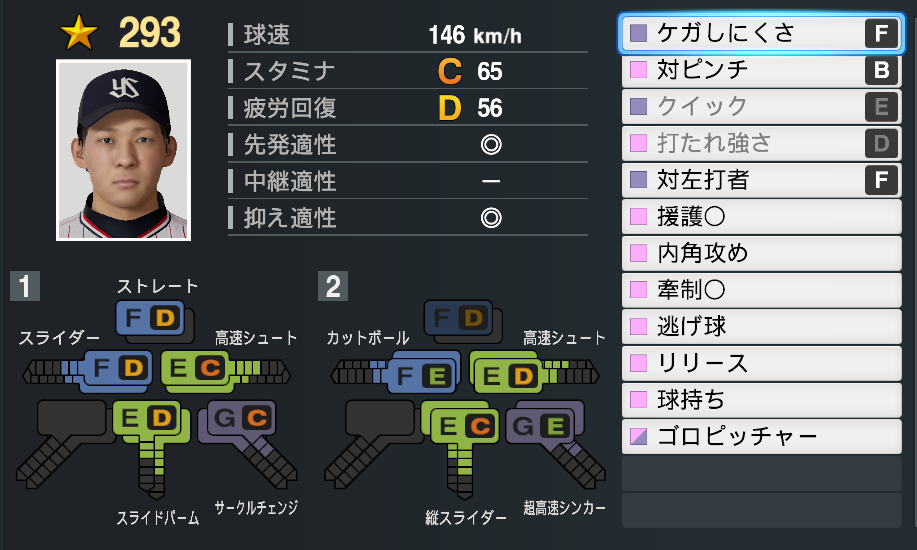 ★ 293
YS
球速 146 km/h
スタミナ C 65
疲労回復 D 56
先発適性 ◎
中継適性 ー
抑え適性 ◎
ケガしにくさ F
対ピンチ B
クイック E
打たれ強さ D
対左打者 F
援護〇
内角攻め
牽制〇
逃げ球
リリース
球持ち
ゴロピッチャー
1
ストレート
F D
スライダー
F D
高速シュート
E C
E D
スライドパーム
G C
サークルチェンジ
2
F D
カットボール
F E
高速シュート
E D
E C
縦スライダー
G E
超高速シンカー